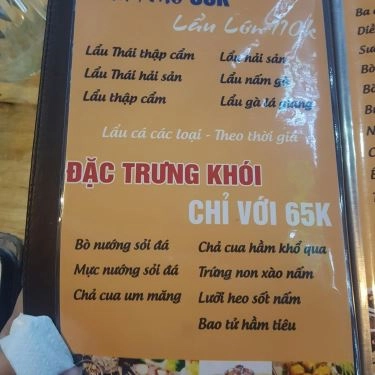 Lẩu Lớn 110k
Lẩu Thái thập cẩm
Lẩu Thái hải sản
Lẩu thập cẩm
Lẩu hải sản
Lẩu nấm gà
Lẩu gà lá giang
Lẩu cá các loại - Theo thời giá
ĐẶC TRƯNG KHÓI
CHỈ VỚI 65K
Bò nướng sỏi đá
Mực nướng sỏi đá
Chả cua um măng
Chả cua hầm khổ qua
Trứng non xào nấm
Lưỡi heo sốt nấm
Bao tử hầm tiêu